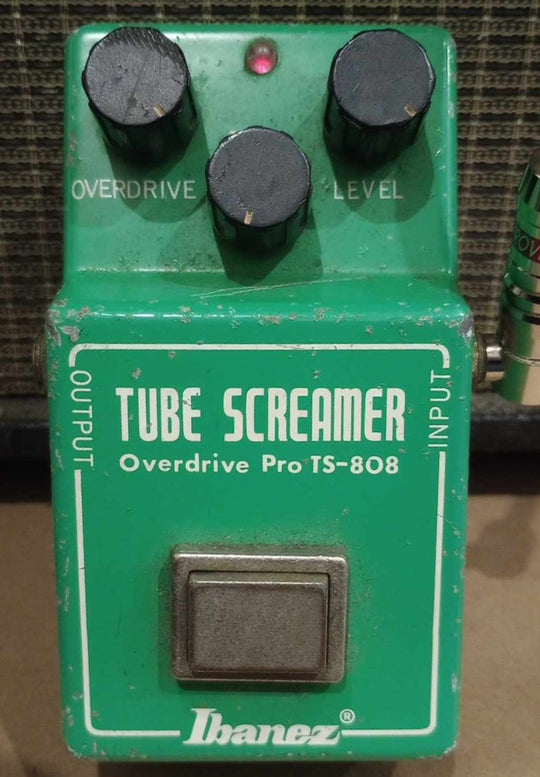 OVERDRIVE
LEVEL
OUTPUT
INPUT
TUBE SCREAMER
Overdrive Pro TS-808
Ibanez®